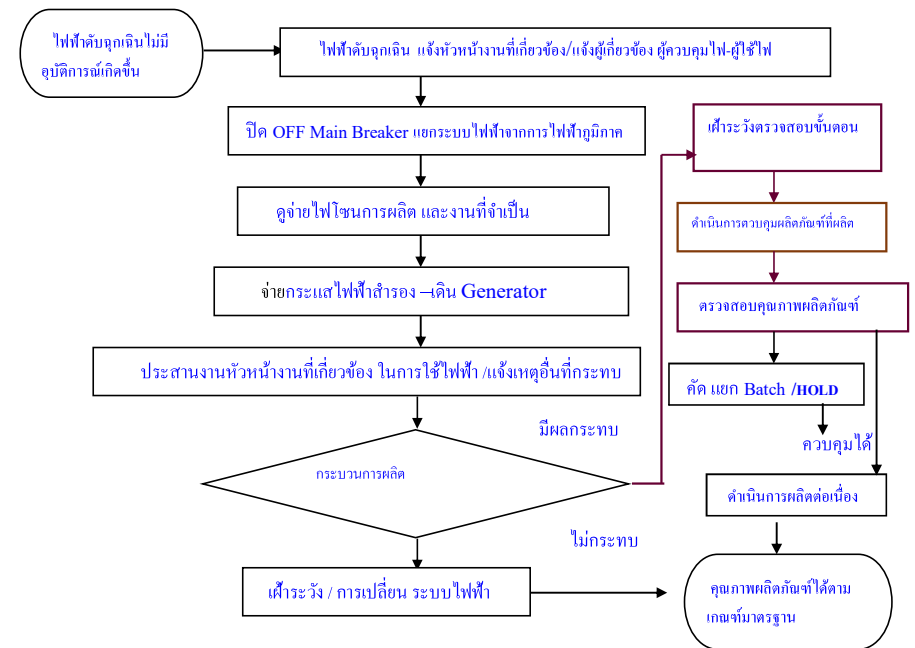 ไฟฟ้าดับฉุกเฉินไม่มี
อุบัติการณ์เกิดขึ้น
ไฟฟ้าดับฉุกเฉิน แจ้งหัวหน้างานที่เกี่ยวข้อง/แจ้งผู้เกี่ยวข้อง ผู้ควบคุมไฟ-ผู้ใช้ไฟ
ปิด OFF Main Breaker แยกระบบไฟฟ้าจากการไฟฟ้าภูมิภาค
ดูจ่ายไฟโซนการผลิต และงานที่จำเป็น
จ่ายกระแสไฟฟ้าสำรอง –เดิน Generator
ประสานงานหัวหน้างานที่เกี่ยวข้อง ในการใช้ไฟฟ้า /แจ้งเหตุอื่นที่กระทบ
มีผลกระทบ
กระบวนการผลิต
ไม่กระทบ
เฝ้าระวัง / การเปลี่ยน ระบบไฟฟ้า
เฝ้าระวังตรวจสอบขั้นตอน
ดำเนินการตวบคุมผลิตภัณฑ์ที่ผลิต
ตรวจสอบคุณภาพผลิตภัณฑ์
คัด แยก Batch /HOLD
ควบคุมได้
ดำเนินการผลิตต่อเนื่อง
คุณภาพผลิตภัณฑ์ได้ตาม
เกณฑ์มาตรฐาน